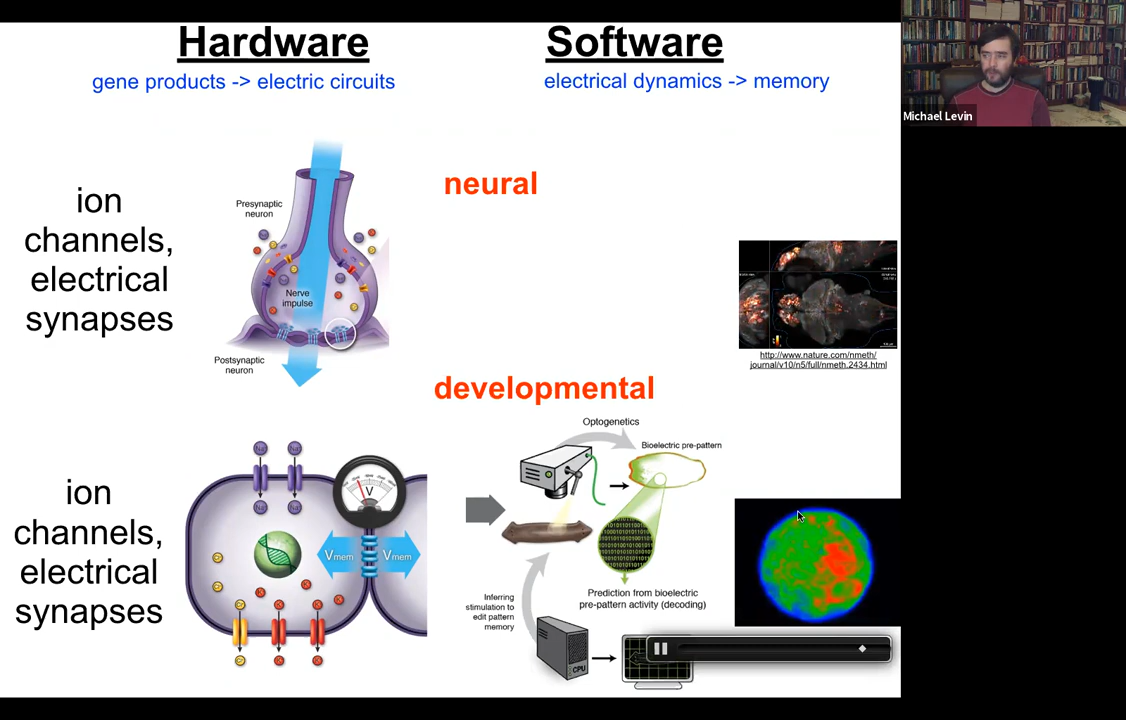 Hardware
Software
gene products -> electric circuits
electrical dynamics -> memory
Michael Levin
neural
ion
channels,
electrical
synapses
Presynaptic
neuron
Nerve
impulse
Postsynaptic
neuron
http://www.nature.com/nmeth/
journal/v10/n5/full/nmeth.2434.html
developmental
ion
channels,
electrical
synapses
V
Vmem
Vmem
Optogenetics
Bioelectric pre-pattern
Prediction from bioelectric
pre-pattern activity (decoding)
Inferring
stimulation to
edit pattern
memory
CPU